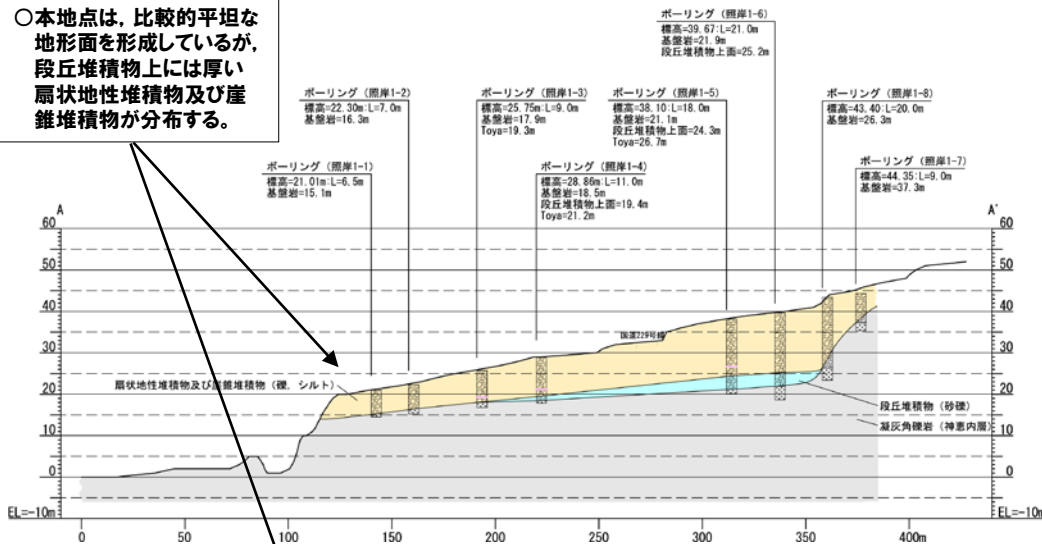 ○本地点は，比較的平坦な
地形面を形成しているが，
段丘堆積物上には厚い
扇状地性堆積物及び崖
錐堆積物が分布する。
ボーリング（照岸1-6）
標高=39.67:L=21.0m
基盤岩=21.9m
段丘堆積物上面=25.2m
ボーリング（照岸1-2）
標高=22.30m:L=7.0m
基盤岩=16.3m
ボーリング（照岸1-3）
標高=25.75m:L=9.0m
基盤岩=17.9m
Toya=19.3m
ボーリング（照岸1-5）
標高=38.10:L=18.0m
基盤岩=21.1m
段丘堆積物上面=24.3m
Toya=26.7m
ボーリング（照岸1-8）
標高=43.40:L=20.0m
基盤岩=26.3m
ボーリング（照岸1-1）
標高=21.01m:L=6.5m
基盤岩=15.1m
ボーリング（照岸1-4）
標高=28.86m:L=11.0m
基盤岩=18.5m
段丘堆積物上面=19.4m
Toya=21.2m
ボーリング（照岸1-7）
標高=44.35:L=9.0m
基盤岩=37.3m
A
A'
60
60
50
50
40
40
国道229号線
30
30
扇状地性堆積物及び崖錐堆積物（礫，シルト）
20
20
段丘堆積物（砂礫）
凝灰角礫岩（神恵内層）
10
10
0
0
EL=-10m
EL=-10m
0 50 100 150 200 250 300 350 400m